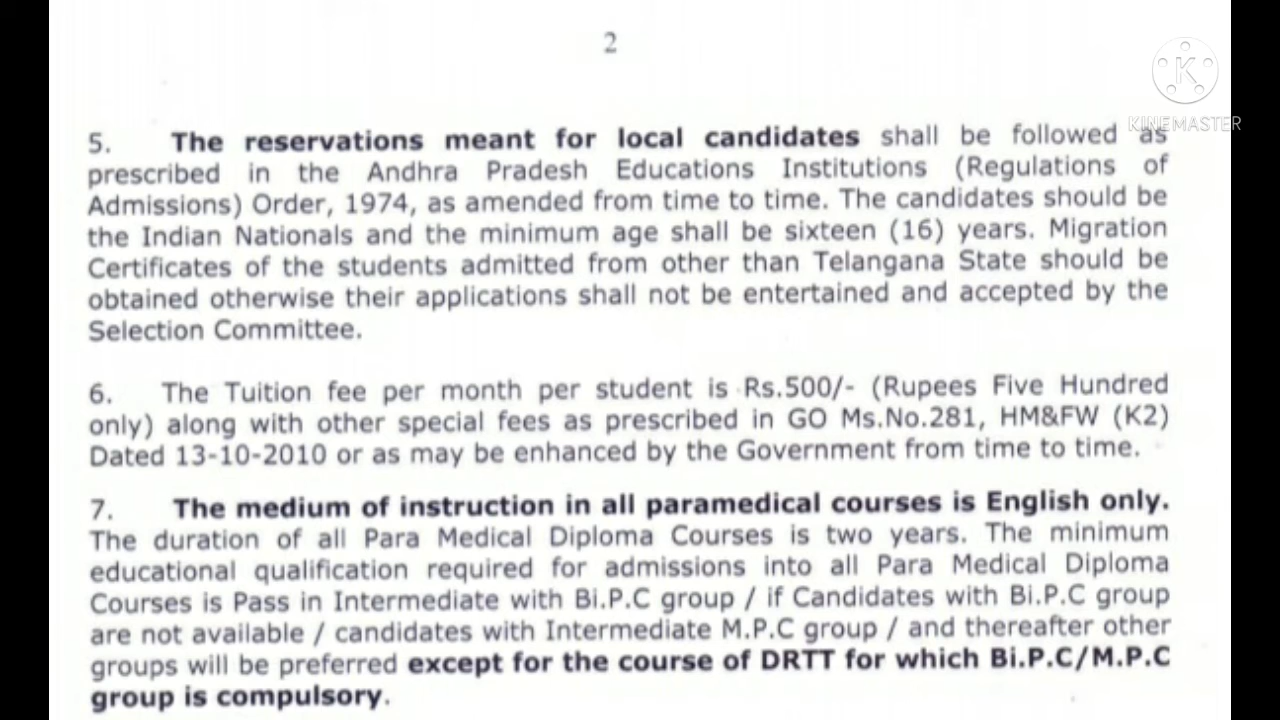 2
K
KINEMASTER
5. The reservations meant for local candidates shall be followed as
prescribed in the Andhra Pradesh Educations Institutions (Regulations of
Admissions) Order, 1974, as amended from time to time. The candidates should be
the Indian Nationals and the minimum age shall be sixteen (16) years. Migration
Certificates of the students admitted from other than Telangana State should be
obtained otherwise their applications shall not be entertained and accepted by the
Selection Committee.
6. The Tuition fee per month per student is Rs.500/- (Rupees Five Hundred
only) along with other special fees as prescribed in GO Ms.No.281, HM&FW (K2)
Dated 13-10-2010 or as may be enhanced by the Government from time to time.
7. The medium of instruction in all paramedical courses is English only.
The duration of all Para Medical Diploma Courses is two years. The minimum
educational qualification required for admissions into all Para Medical Diploma
Courses is Pass in Intermediate with Bi.P.C group / if Candidates with Bi.P.C group
are not available / candidates with Intermediate M.P.C group / and thereafter other
groups will be preferred except for the course of DRTT for which Bi.P.C/M.P.C
group is compulsory.